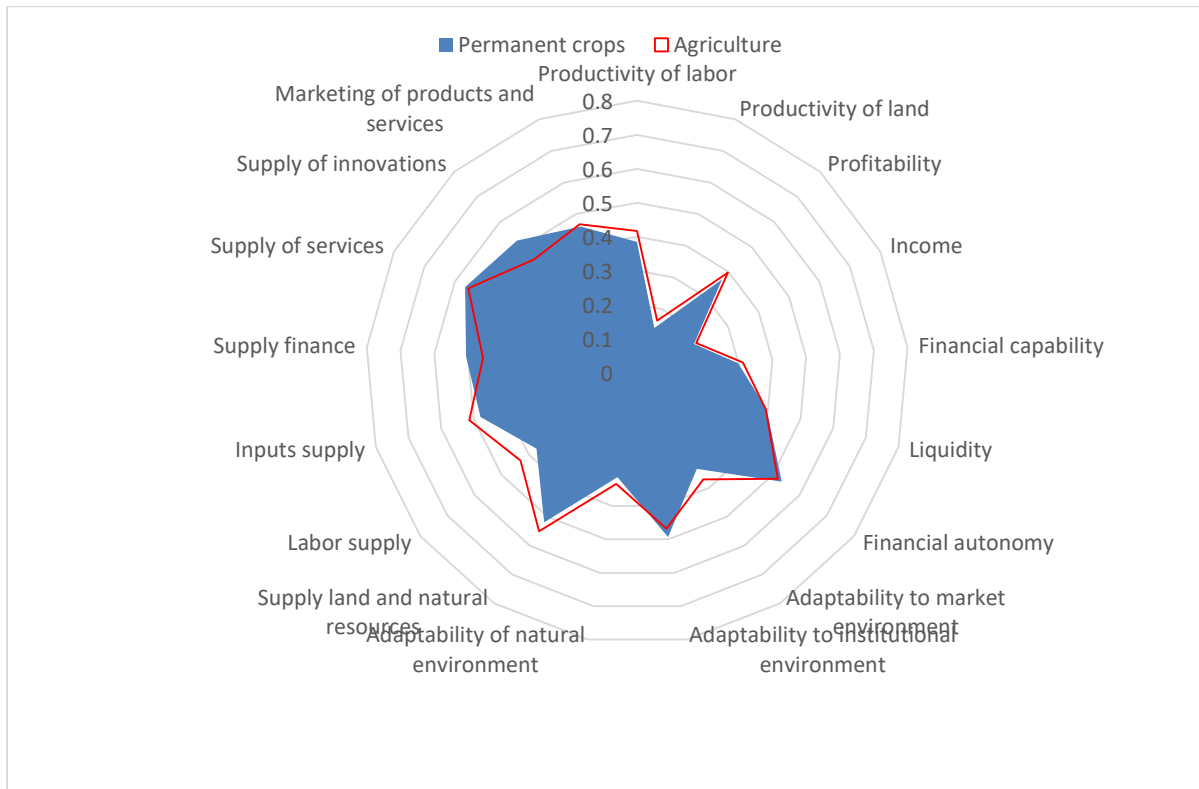 Permanent crops Agriculture
Productivity of labor
Productivity of land
Profitability
Income
Financial capability
Liquidity
Financial autonomy
Adaptability to market
environment
Adaptability to institutional
environment
Adaptability of natural
environment
Supply land and natural
resources
Labor supply
Inputs supply
Supply finance
Supply of services
Supply of innovations
Marketing of products and
services
0.8
0.7
0.6
0.5
0.4
0.3
0.2
0.1
0